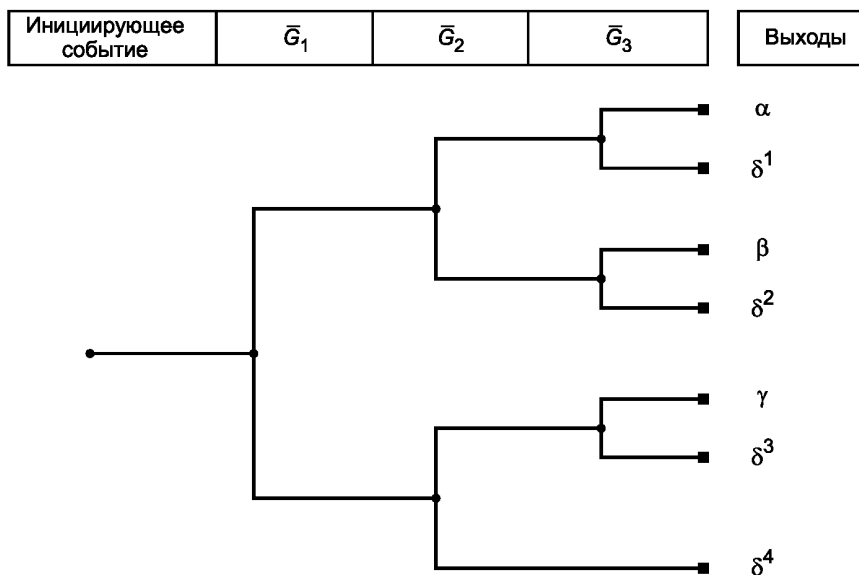 Инициирующее
событие
G̅₁
G̅₂
G̅₃
Выходы
α
δ¹
β
δ²
γ
δ³
δ⁴